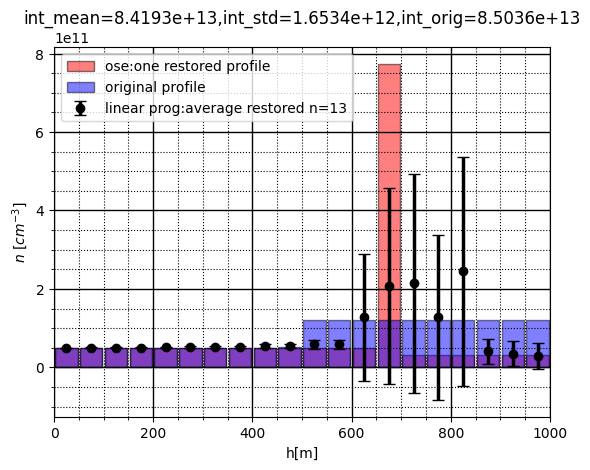 int_mean=8.4193e+13,int_std=1.6534e+12,int_orig=8.5036e+13
1e11
ose:one restored profile
original profile
linear prog:average restored n=13
8
6
4
2
0
n [cm⁻³]
0 200 400 600 800 1000
h[m]